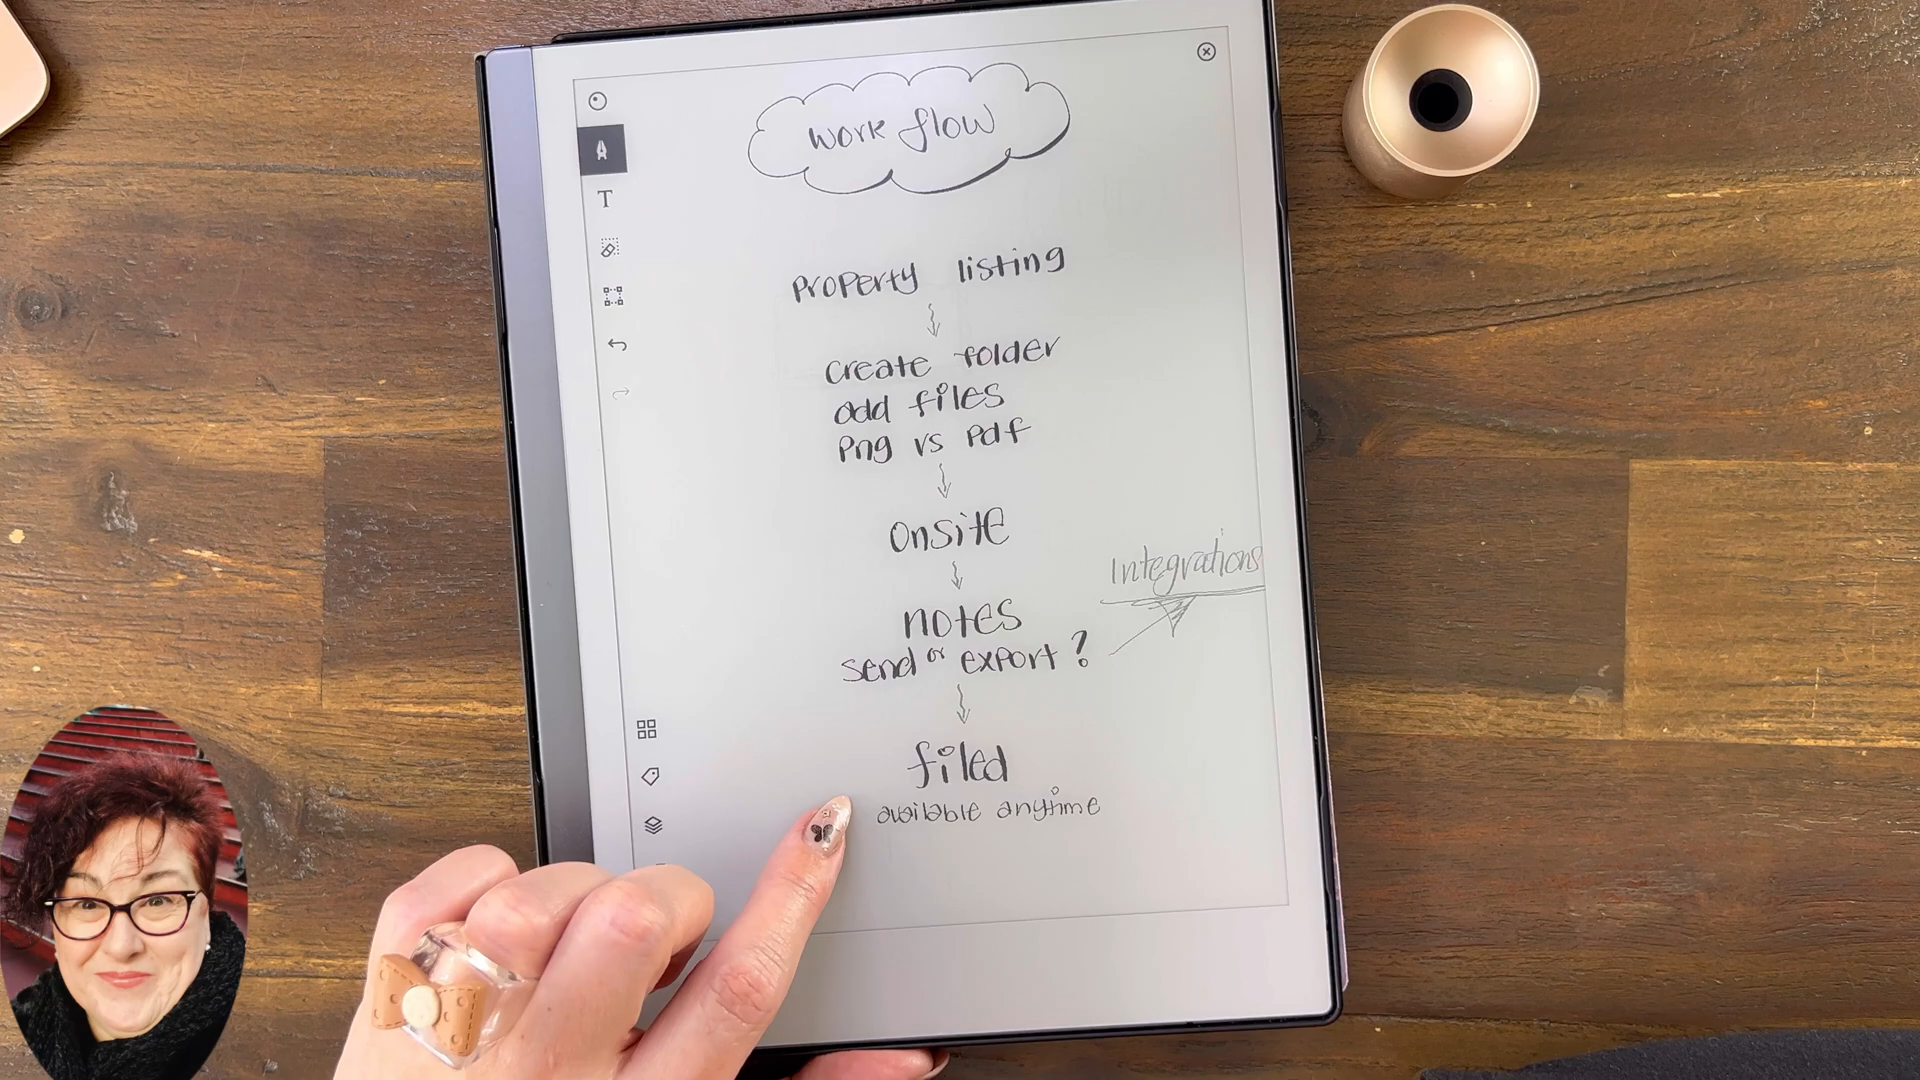 work flow
property listing
create folder
add files
png vs pdf
onsite
Integrations
notes
send or export ?
filed
available anytime
T